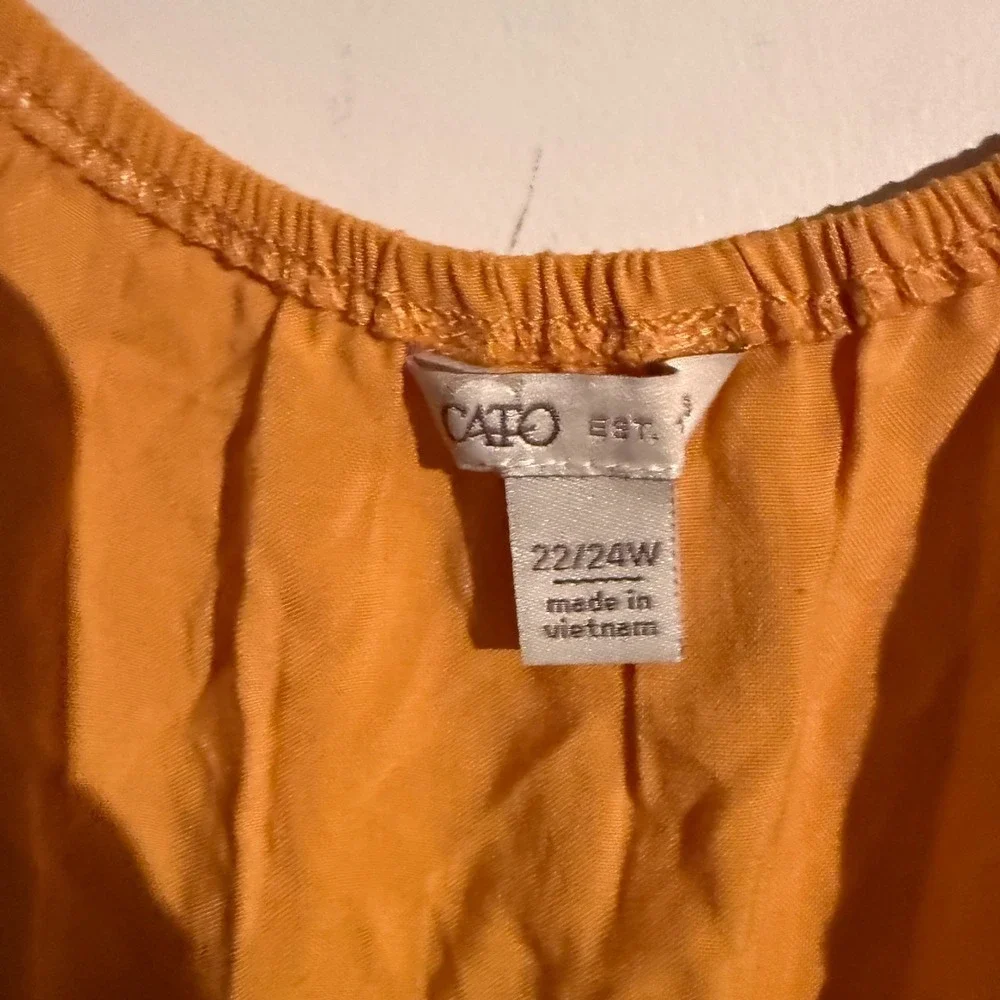 CATO EST.
22/24W
made in
vietnam